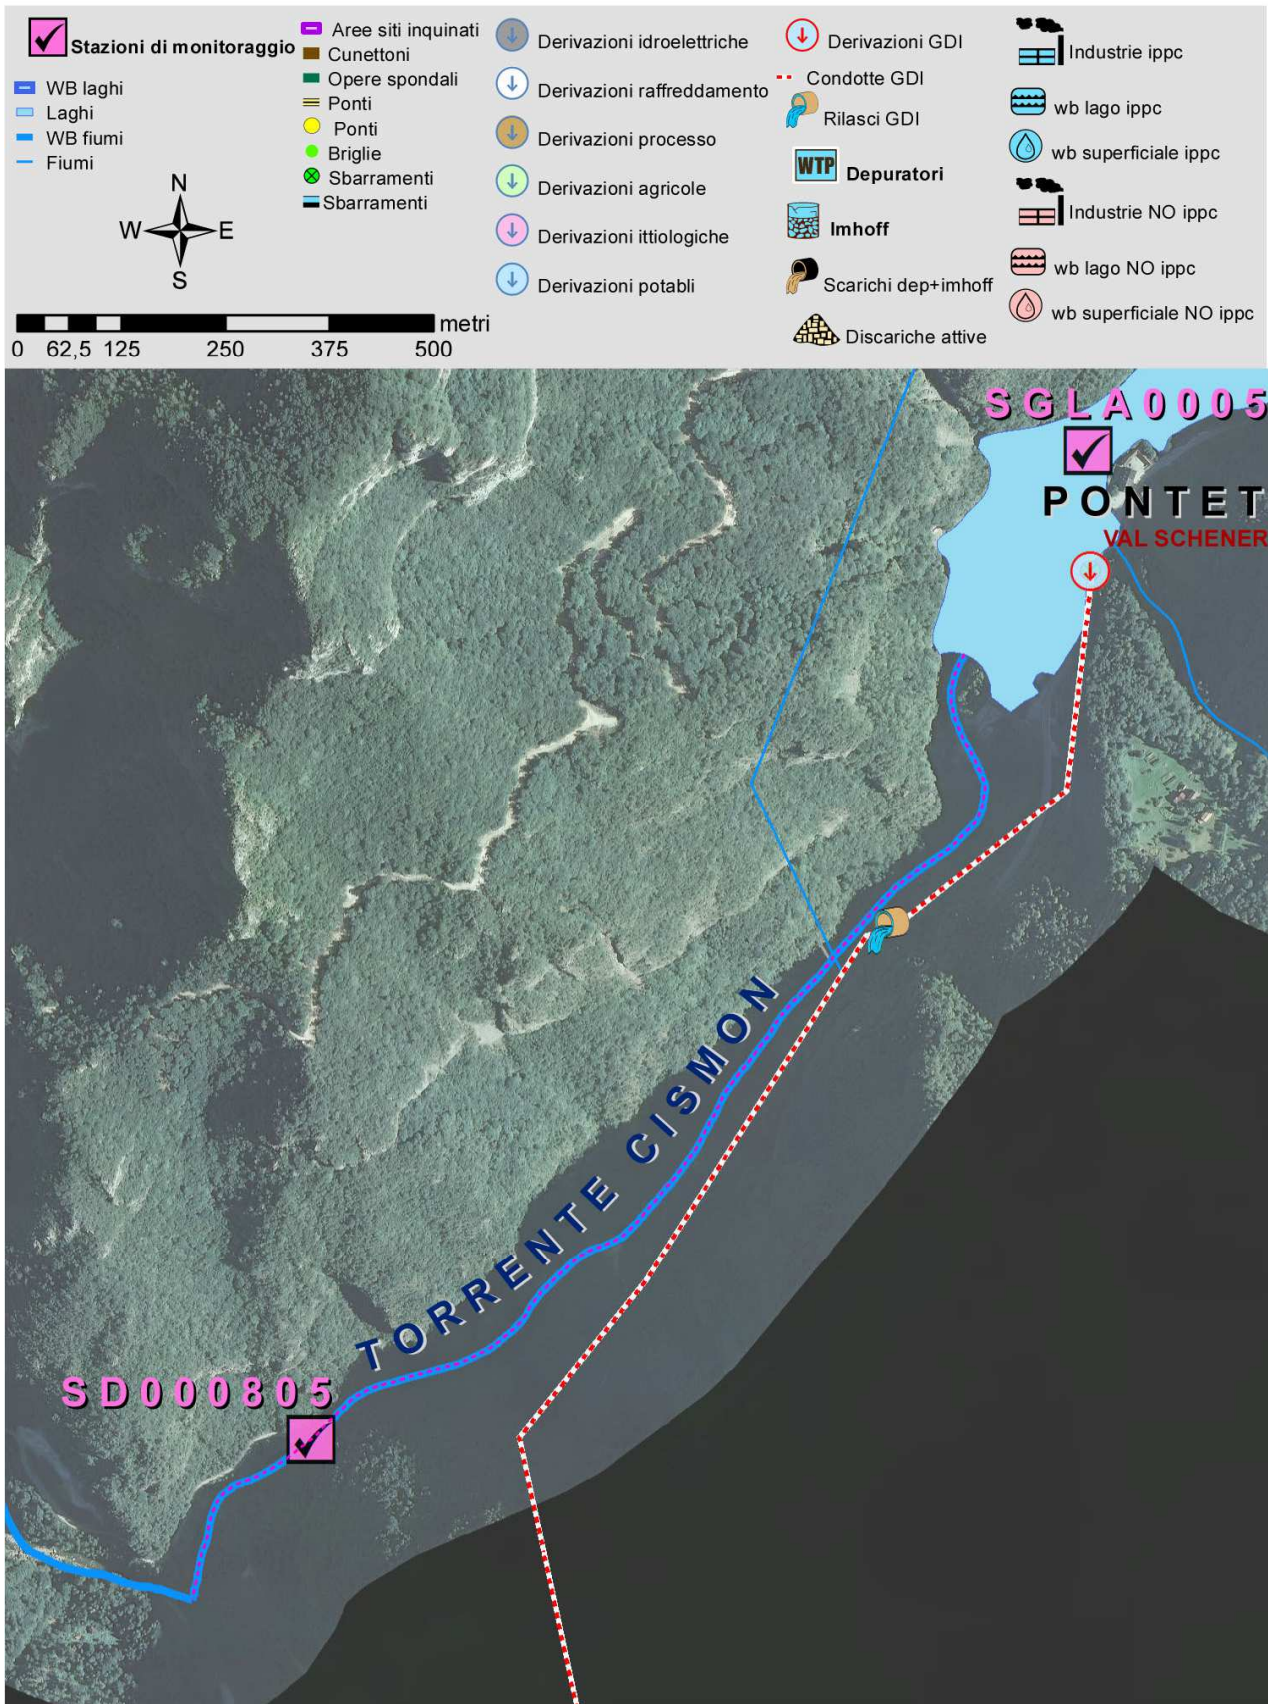 Stazioni di monitoraggio
WB laghi
Laghi
WB fiumi
Fiumi
N
W E
S
metri
0 62,5 125 250 375 500
Aree siti inquinati
Cunettoni
Opere spondali
Ponti
Ponti
Briglie
Sbarramenti
Sbarramenti
Derivazioni idroelettriche
Derivazioni raffreddamento
Derivazioni processo
Derivazioni agricole
Derivazioni ittiologiche
Derivazioni potabli
Derivazioni GDI
Condotte GDI
Rilasci GDI
WTP Depuratori
Imhoff
Scarichi dep+imhoff
Discariche attive
Industrie ippc
wb lago ippc
wb superficiale ippc
Industrie NO ippc
wb lago NO ippc
wb superficiale NO ippc
SGLA0005
PONTET
VAL SCHENER
TORRENTE CISMON
SD000805